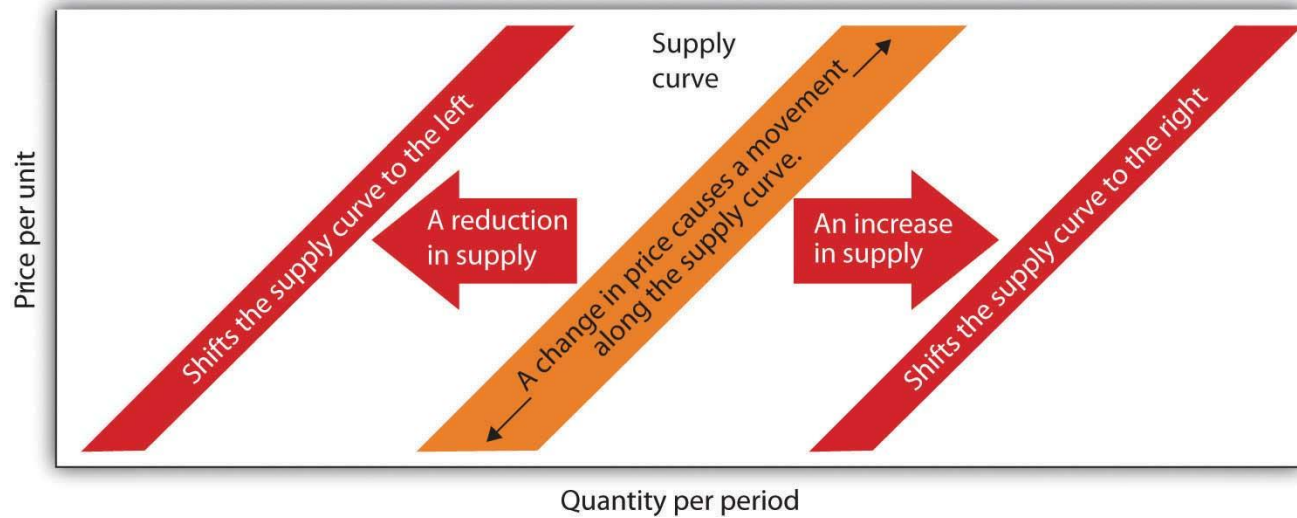 Supply
curve
Price per unit
Shifts the supply curve to the left
A reduction
in supply
A change in price causes a movement
along the supply curve.
An increase
in supply
Shifts the supply curve to the right
Quantity per period